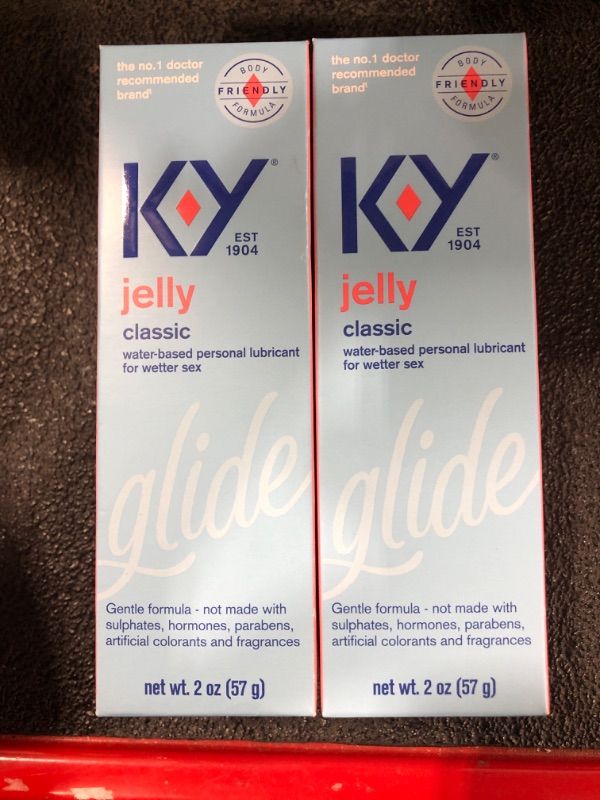 the no.1 doctor
recommended
brand¹
BODY
FRIENDLY
FORMULA
KY®
EST
1904
jelly
classic
water-based personal lubricant
for wetter sex
glide
Gentle formula - not made with
sulphates, hormones, parabens,
artificial colorants and fragrances
net wt. 2 oz (57 g)
the no.1 doctor
recommended
brand¹
BODY
FRIENDLY
FORMULA
KY®
EST
1904
jelly
classic
water-based personal lubricant
for wetter sex
glide
Gentle formula - not made with
sulphates, hormones, parabens,
artificial colorants and fragrances
net wt. 2 oz (57 g)